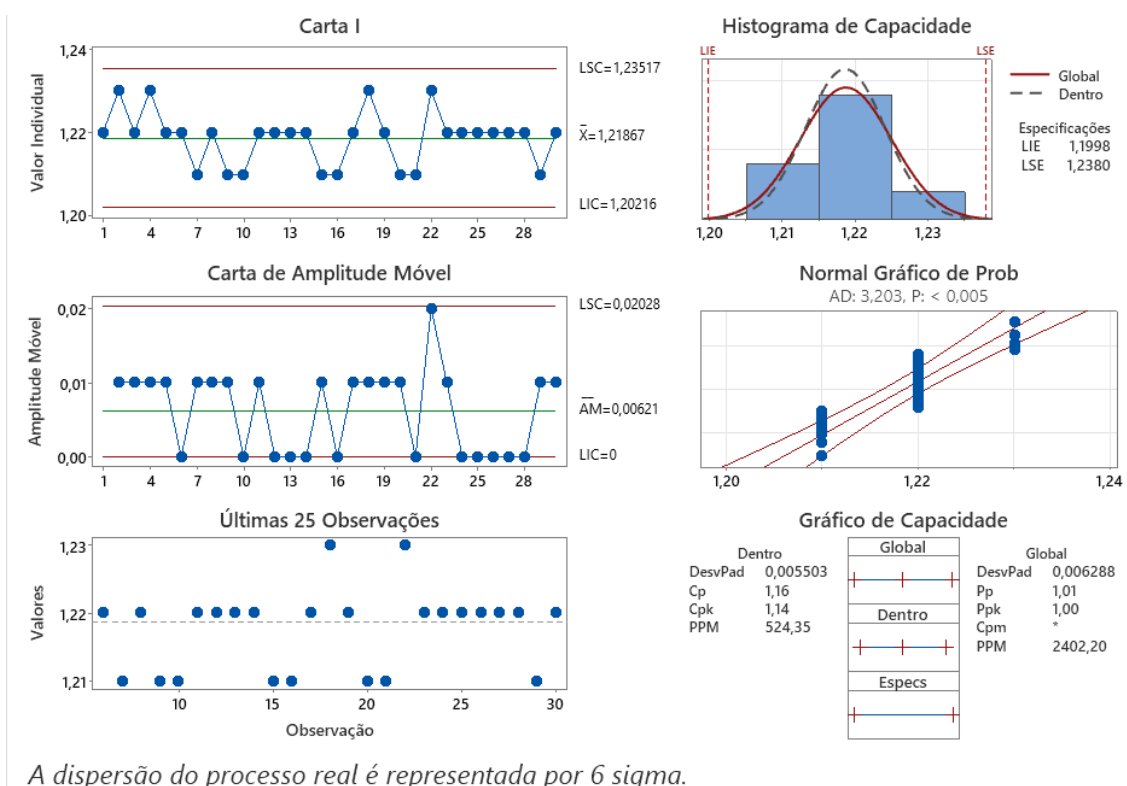 Carta I
Valor Individual
1,24
1,22
1,20
1 4 7 10 13 16 19 22 25 28
LSC=1,23517
X̄=1,21867
LIC=1,20216
Histograma de Capacidade
LIE LSE
1,20 1,21 1,22 1,23
Global
Dentro
Especificações
LIE 1,1998
LSE 1,2380
Carta de Amplitude Móvel
Amplitude Móvel
0,02
0,01
0,00
1 4 7 10 13 16 19 22 25 28
LSC=0,02028
A̅M̅=0,00621
LIC=0
Normal Gráfico de Prob
AD: 3,203, P: < 0,005
1,20 1,22 1,24
Últimas 25 Observações
Valores
1,23
1,22
1,21
10 15 20 25 30
Observação
Gráfico de Capacidade
Dentro
DesvPad 0,005503
Cp 1,16
Cpk 1,14
PPM 524,35
Global
Dentro
Especs
Global
DesvPad 0,006288
Pp 1,01
Ppk 1,00
Cpm *
PPM 2402,20
A dispersão do processo real é representada por 6 sigma.